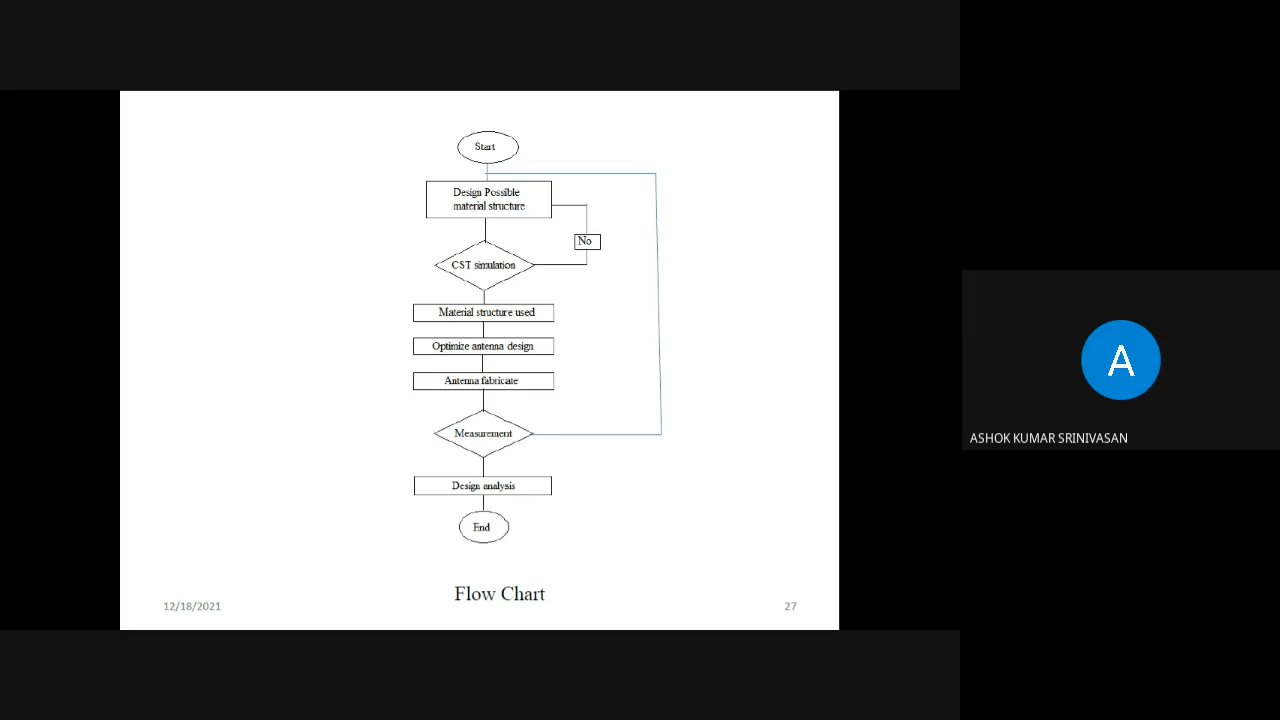 Start
Design Possible
material structure
No
CST simulation
Material structure used
Optimize antenna design
Antenna fabricate
Measurement
Design analysis
End
Flow Chart
12/18/2021
27
A
ASHOK KUMAR SRINIVASAN